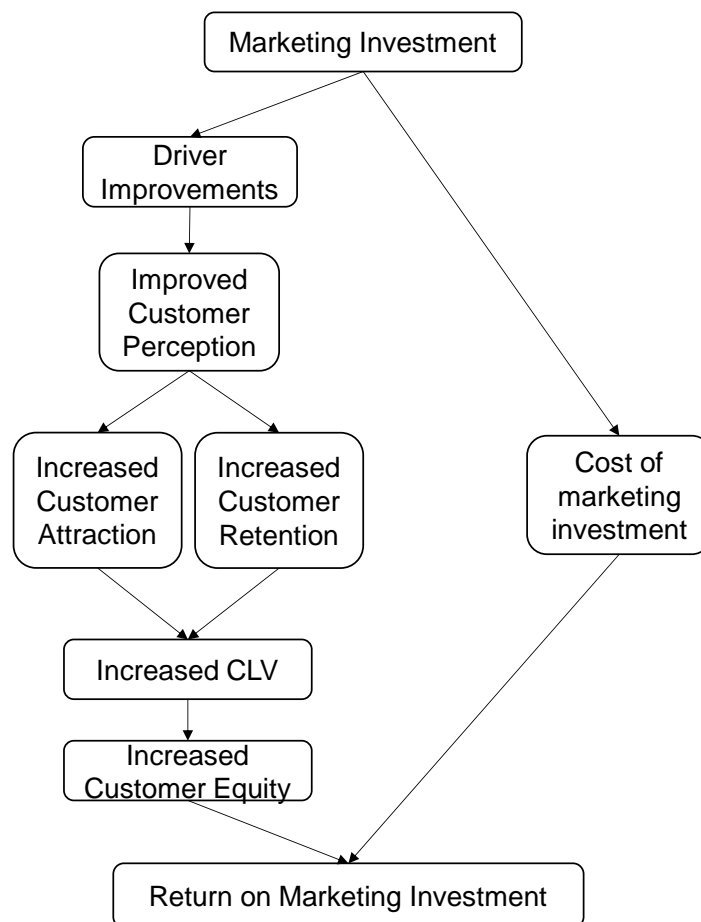 Marketing Investment
Driver
Improvements
Improved
Customer
Perception
Increased
Customer
Attraction
Increased
Customer
Retention
Cost of
marketing
investment
Increased CLV
Increased
Customer Equity
Return on Marketing Investment